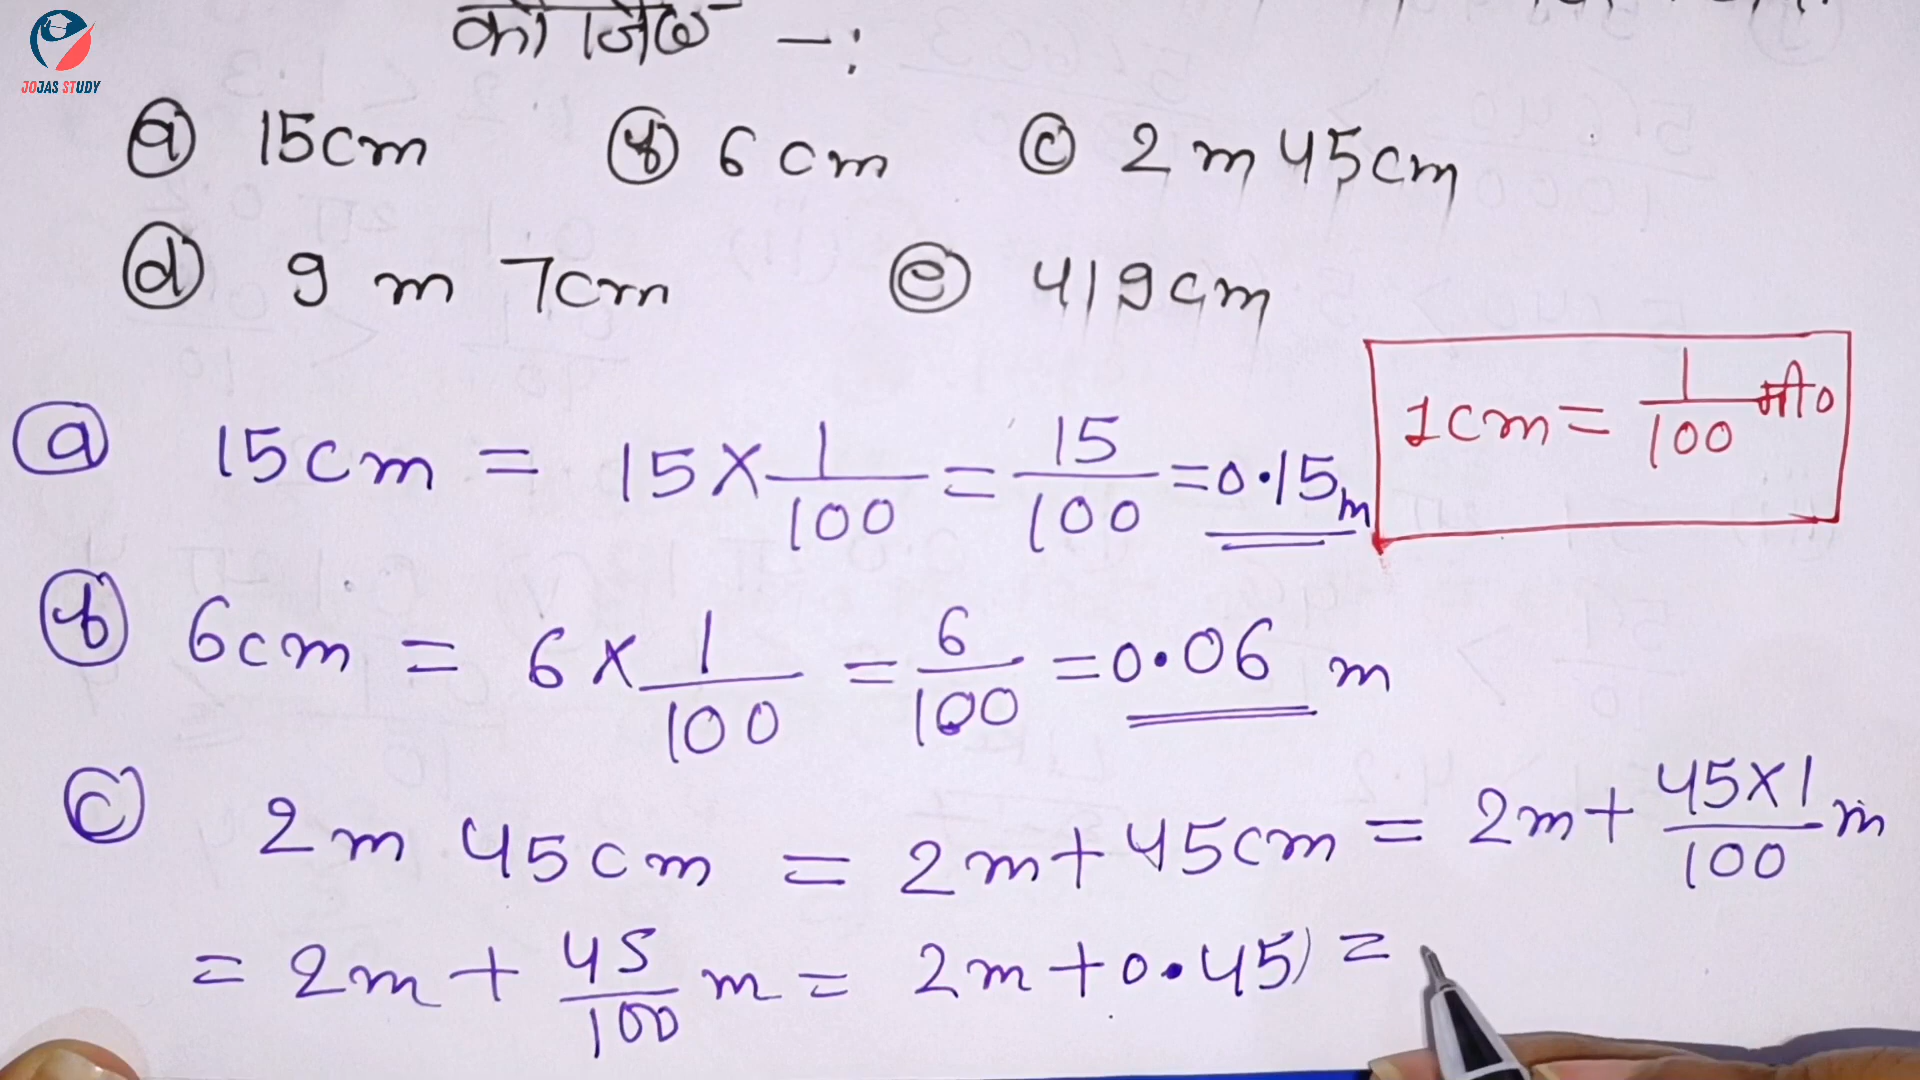 JOJAS STUDY
कीजिए -:
(a) 15cm (b) 6cm (c) 2m 45cm
(d) 9m 7cm (e) 419cm
1cm = 1/100 मी०
(a) 15cm = 15 × 1/100 = 15/100 = 0.15m
(b) 6cm = 6 × 1/100 = 6/100 = 0.06 m
(c) 2m 45cm = 2m + 45cm = 2m + 45×1/100 m
= 2m + 45/100 m = 2m + 0.45 =